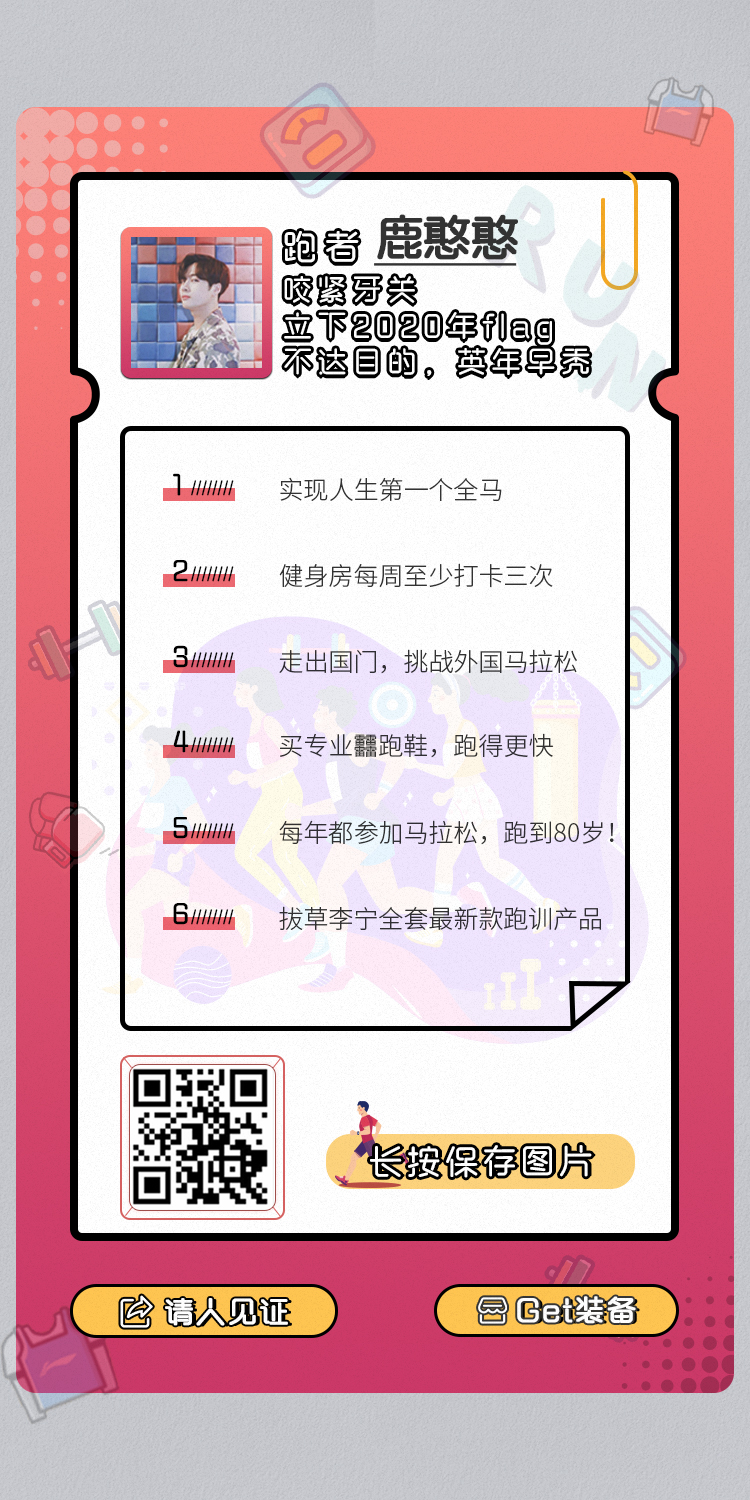 RUN
跑者 鹿憨憨
咬紧牙关
立下2020年flag
不达目的，英年早秃
1 实现人生第一个全马
2 健身房每周至少打卡三次
3 走出国门，挑战外国马拉松
4 买专业龘跑鞋，跑得更快
5 每年都参加马拉松，跑到80岁！
6 拔草李宁全套最新款跑训产品
长按保存图片
请人见证
Get装备